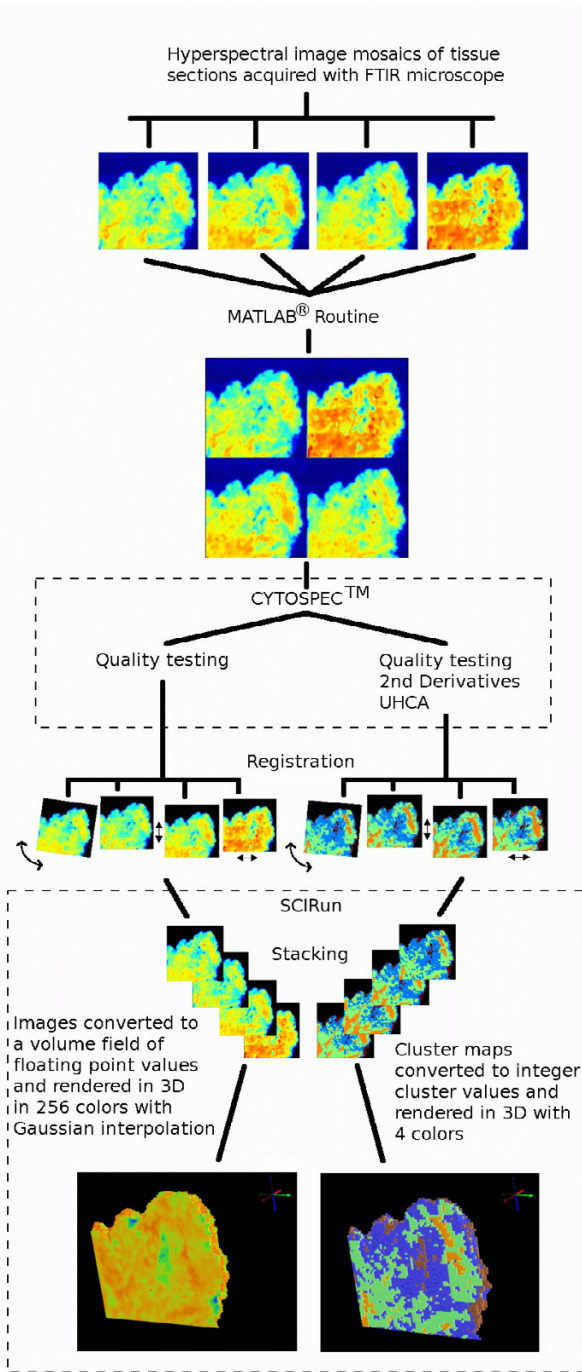 Hyperspectral image mosaics of tissue
sections acquired with FTIR microscope
MATLAB® Routine
CYTOSPEC™
Quality testing
Quality testing
2nd Derivatives
UHCA
Registration
SCIRun
Stacking
Images converted to
a volume field of
floating point values
and rendered in 3D
in 256 colors with
Gaussian interpolation
Cluster maps
converted to integer
cluster values and
rendered in 3D with
4 colors